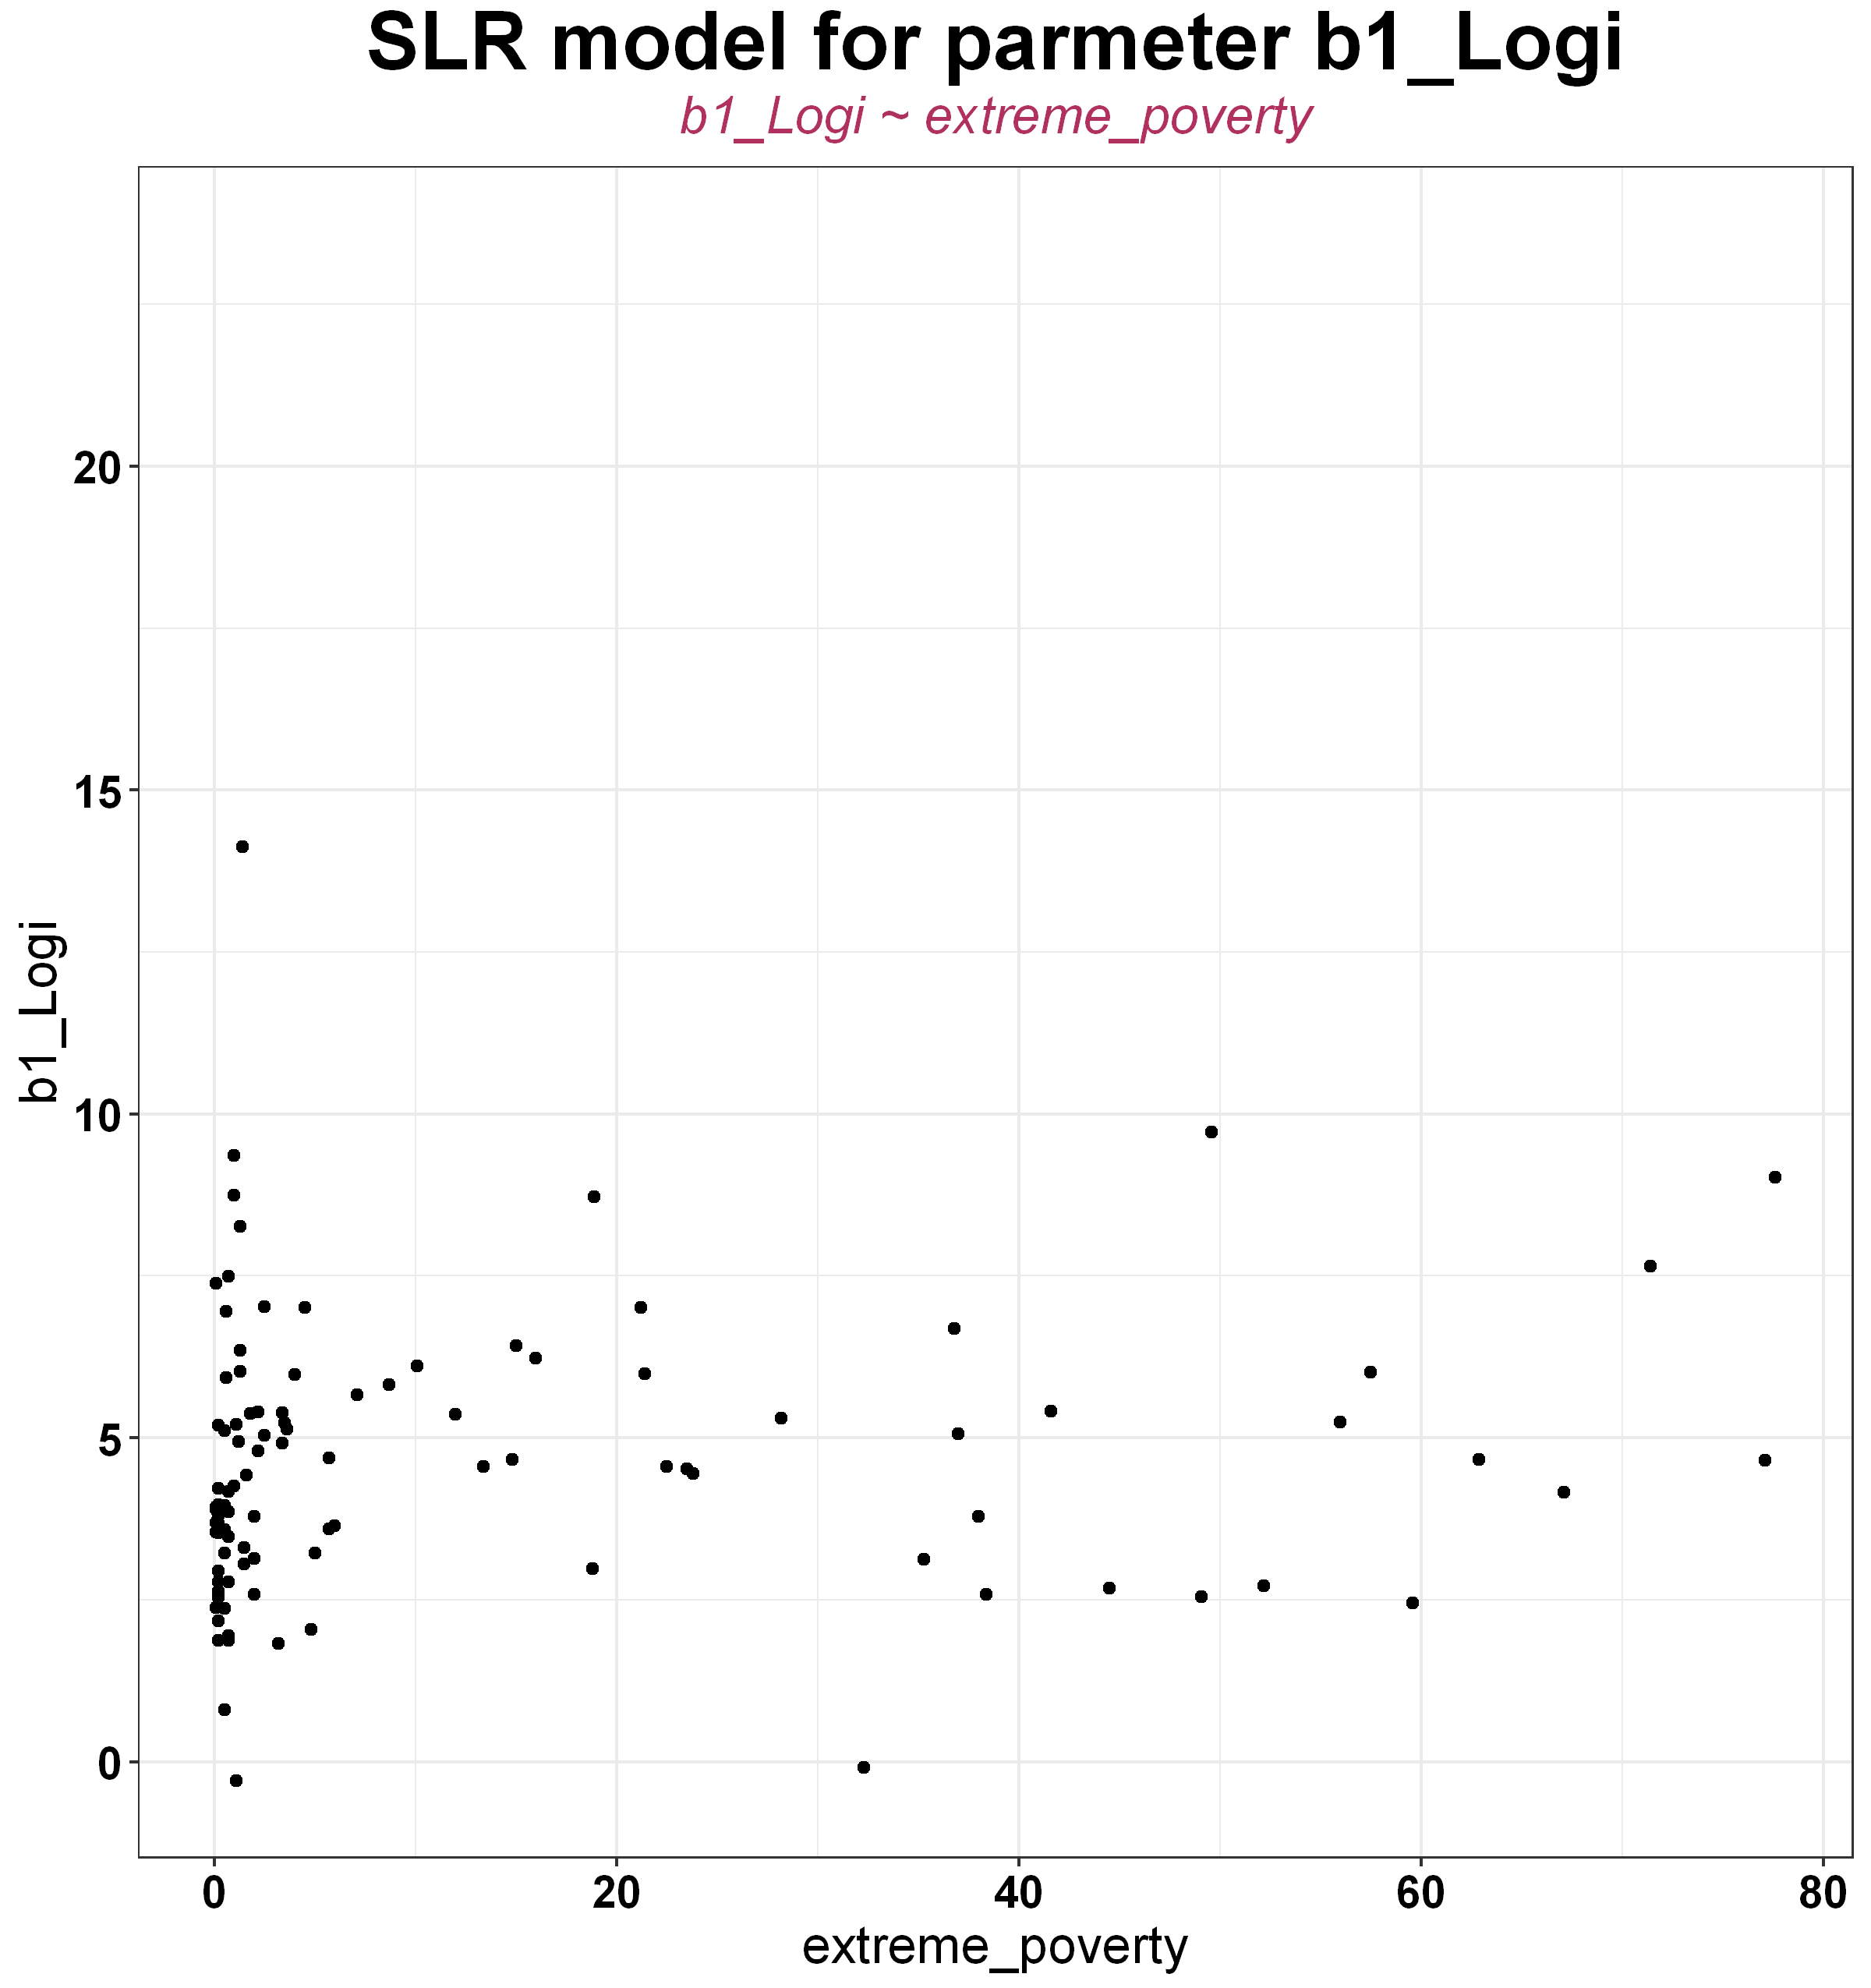 SLR model for parmeter b1_Logi
b1_Logi ~ extreme_poverty
20
15
b1_Logi
10
5
0
0 20 40 60 80
extreme_poverty